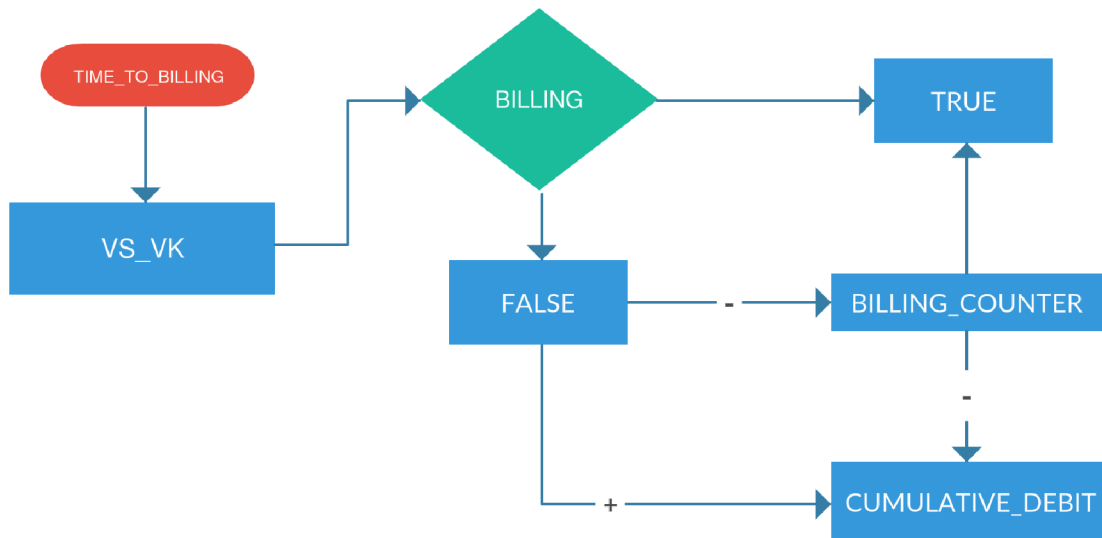 TIME_TO_BILLING
BILLING
TRUE
VS_VK
FALSE
-
BILLING_COUNTER
-
+
CUMULATIVE_DEBIT